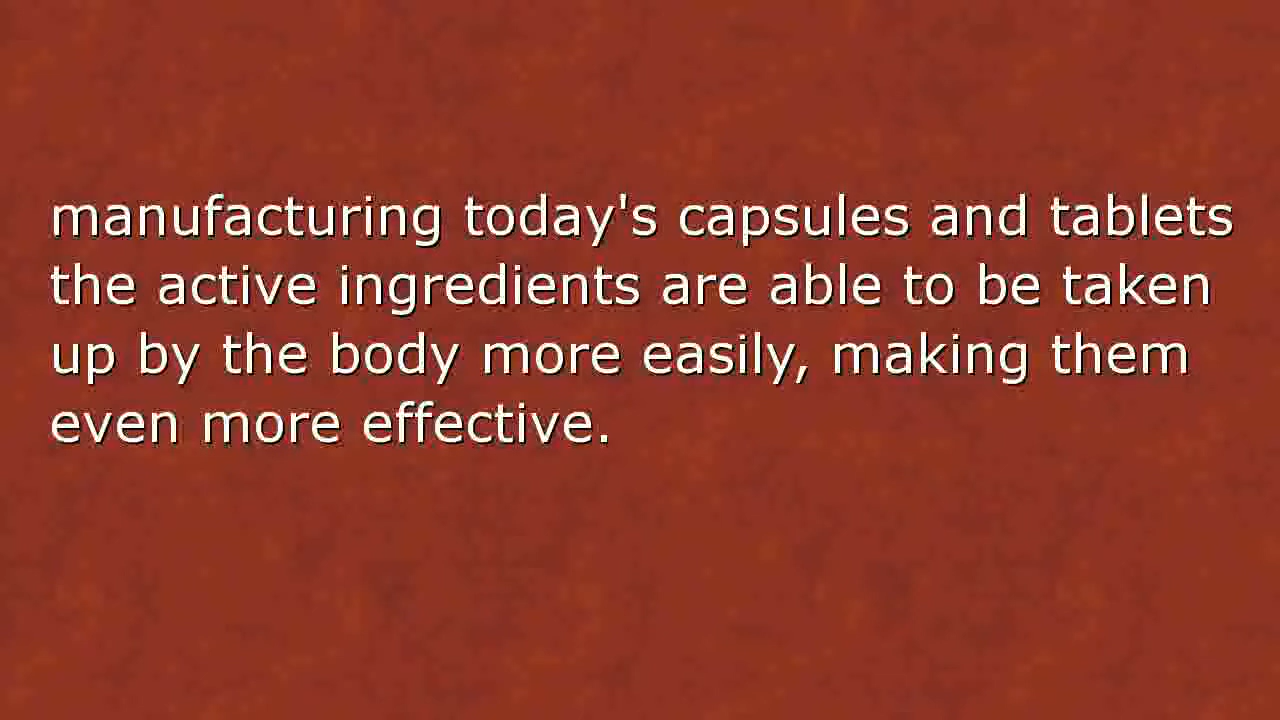 manufacturing today's capsules and tablets
the active ingredients are able to be taken
up by the body more easily, making them
even more effective.